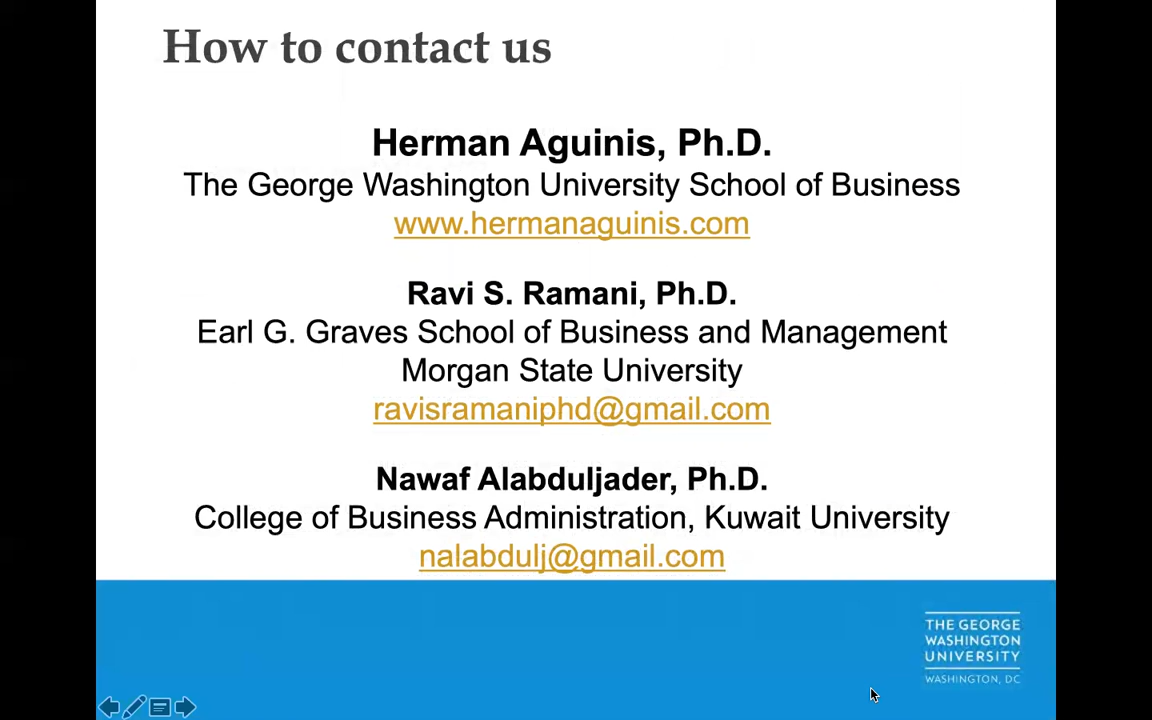 How to contact us
Herman Aguinis, Ph.D.
The George Washington University School of Business
www.hermanaguinis.com
Ravi S. Ramani, Ph.D.
Earl G. Graves School of Business and Management
Morgan State University
ravisramaniphd@gmail.com
Nawaf Alabduljader, Ph.D.
College of Business Administration, Kuwait University
nalabdulj@gmail.com
THE GEORGE
WASHINGTON
UNIVERSITY
WASHINGTON, DC